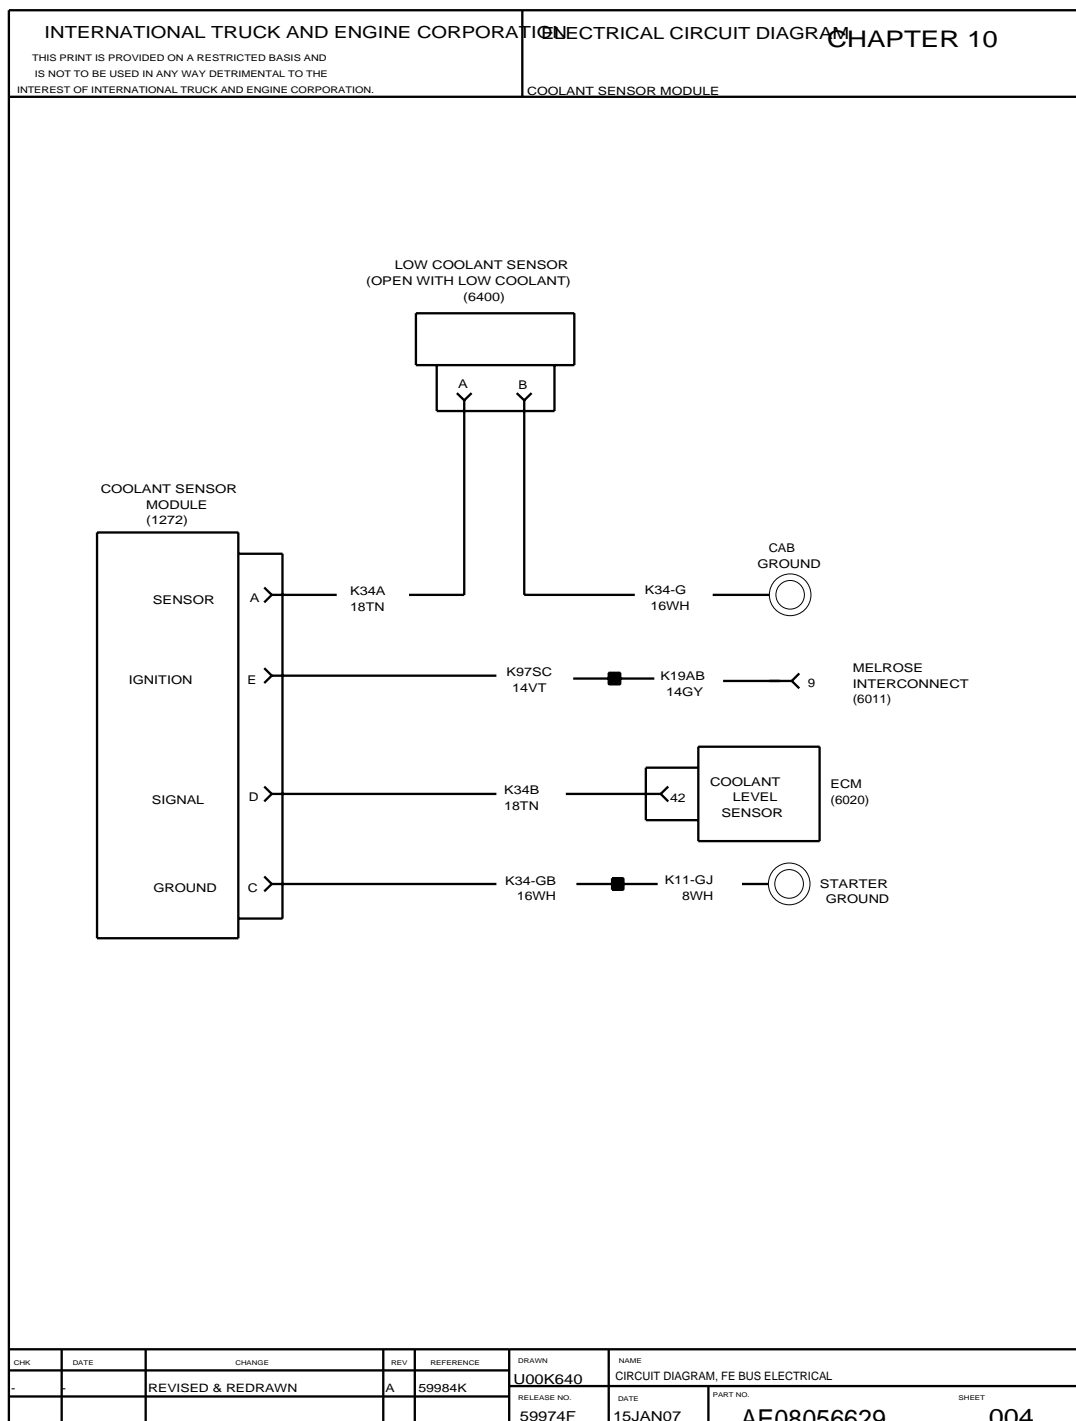 INTERNATIONAL TRUCK AND ENGINE CORPORATION
THIS PRINT IS PROVIDED ON A RESTRICTED BASIS AND
IS NOT TO BE USED IN ANY WAY DETRIMENTAL TO THE
INTEREST OF INTERNATIONAL TRUCK AND ENGINE CORPORATION.
ELECTRICAL CIRCUIT DIAGRAM
CHAPTER 10
COOLANT SENSOR MODULE
LOW COOLANT SENSOR
(OPEN WITH LOW COOLANT)
(6400)
A B
COOLANT SENSOR
MODULE
(1272)
SENSOR A
K34A
18TN
K34-G
16WH
CAB
GROUND
IGNITION E
K97SC
14VT
K19AB
14GY
9
MELROSE
INTERCONNECT
(6011)
SIGNAL D
K34B
18TN
42
COOLANT
LEVEL
SENSOR
ECM
(6020)
GROUND C
K34-GB
16WH
K11-GJ
8WH
STARTER
GROUND
CHK DATE CHANGE REV REFERENCE
- - REVISED & REDRAWN A 59984K
DRAWN
U00K640
NAME
CIRCUIT DIAGRAM, FE BUS ELECTRICAL
RELEASE NO.
59974F
DATE
15JAN07
PART NO.
AE08056629
SHEET
004